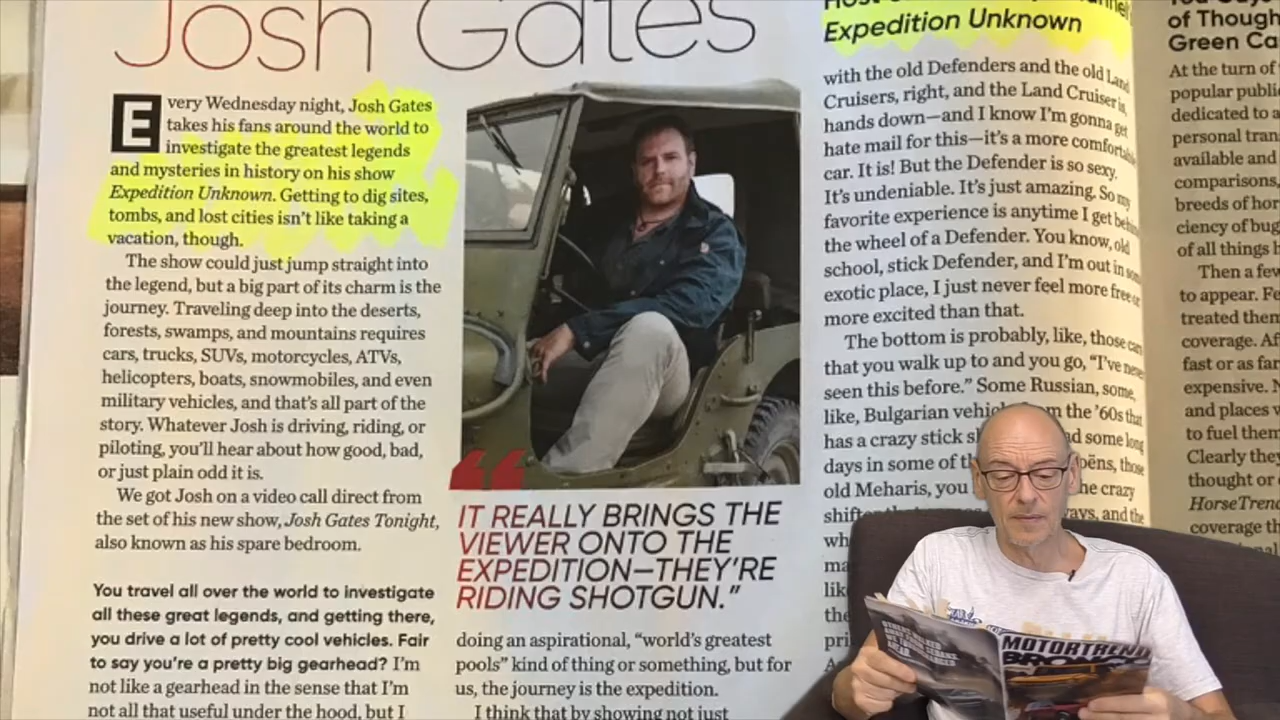 Josh Gates
Every Wednesday night, Josh Gates
takes his fans around the world to
investigate the greatest legends
and mysteries in history on his show
Expedition Unknown. Getting to dig sites,
tombs, and lost cities isn't like taking a
vacation, though.
The show could just jump straight into
the legend, but a big part of its charm is the
journey. Traveling deep into the deserts,
forests, swamps, and mountains requires
cars, trucks, SUVs, motorcycles, ATVs,
helicopters, boats, snowmobiles, and even
military vehicles, and that's all part of the
story. Whatever Josh is driving, riding, or
piloting, you'll hear about how good, bad,
or just plain odd it is.
We got Josh on a video call direct from
the set of his new show, Josh Gates Tonight,
also known as his spare bedroom.
You travel all over the world to investigate
all these great legends, and getting there,
you drive a lot of pretty cool vehicles. Fair
to say you're a pretty big gearhead? I'm
not like a gearhead in the sense that I'm
not all that useful under the hood, but I
“
IT REALLY BRINGS THE
VIEWER ONTO THE
EXPEDITION—THEY'RE
RIDING SHOTGUN.”
doing an aspirational, “world's greatest
pools” kind of thing or something, but for
us, the journey is the expedition.
I think that by showing not just
Expedition Unknown
with the old Defenders and the old Land
Cruisers, right, and the Land Cruiser is,
hands down—and I know I'm gonna get
hate mail for this—it's a more comfortable
car. It is! But the Defender is so sexy.
It's undeniable. It's just amazing. So my
favorite experience is anytime I get behind
the wheel of a Defender. You know, old
school, stick Defender, and I'm out in some
exotic place, I just never feel more free or
more excited than that.
The bottom is probably, like, those cars
that you walk up to and you go, “I've never
seen this before.” Some Russian, some,
like, Bulgarian from the '60s that
has a crazy stick and some long
days in some of those
old Meharis, you the crazy
and the
of Though
Green Ca
At the turn of
popular public
dedicated to a
personal tran
available and
comparisons,
breeds of hor
ciency of bug
of all things h
Then a few
to appear. Fe
treated them
coverage. Af
fast or as far
expensive. N
and places w
to fuel them
Clearly they
thought or
HorseTrend
coverage th
MOTORTREND
BRONCO